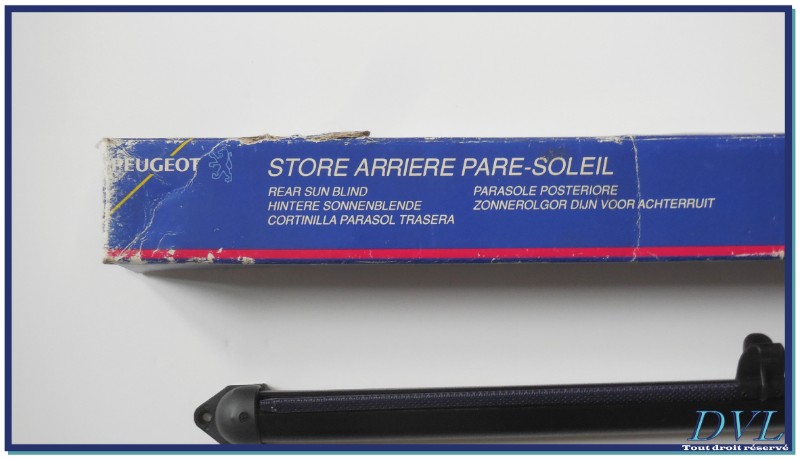 PEUGEOT
STORE ARRIERE PARE-SOLEIL
REAR SUN BLIND
HINTERE SONNENBLENDE
CORTINILLA PARASOL TRASERA
PARASOLE POSTERIORE
ZONNEROLGOR DIJN VOOR ACHTERRUIT
DVL
Tout droit réservé